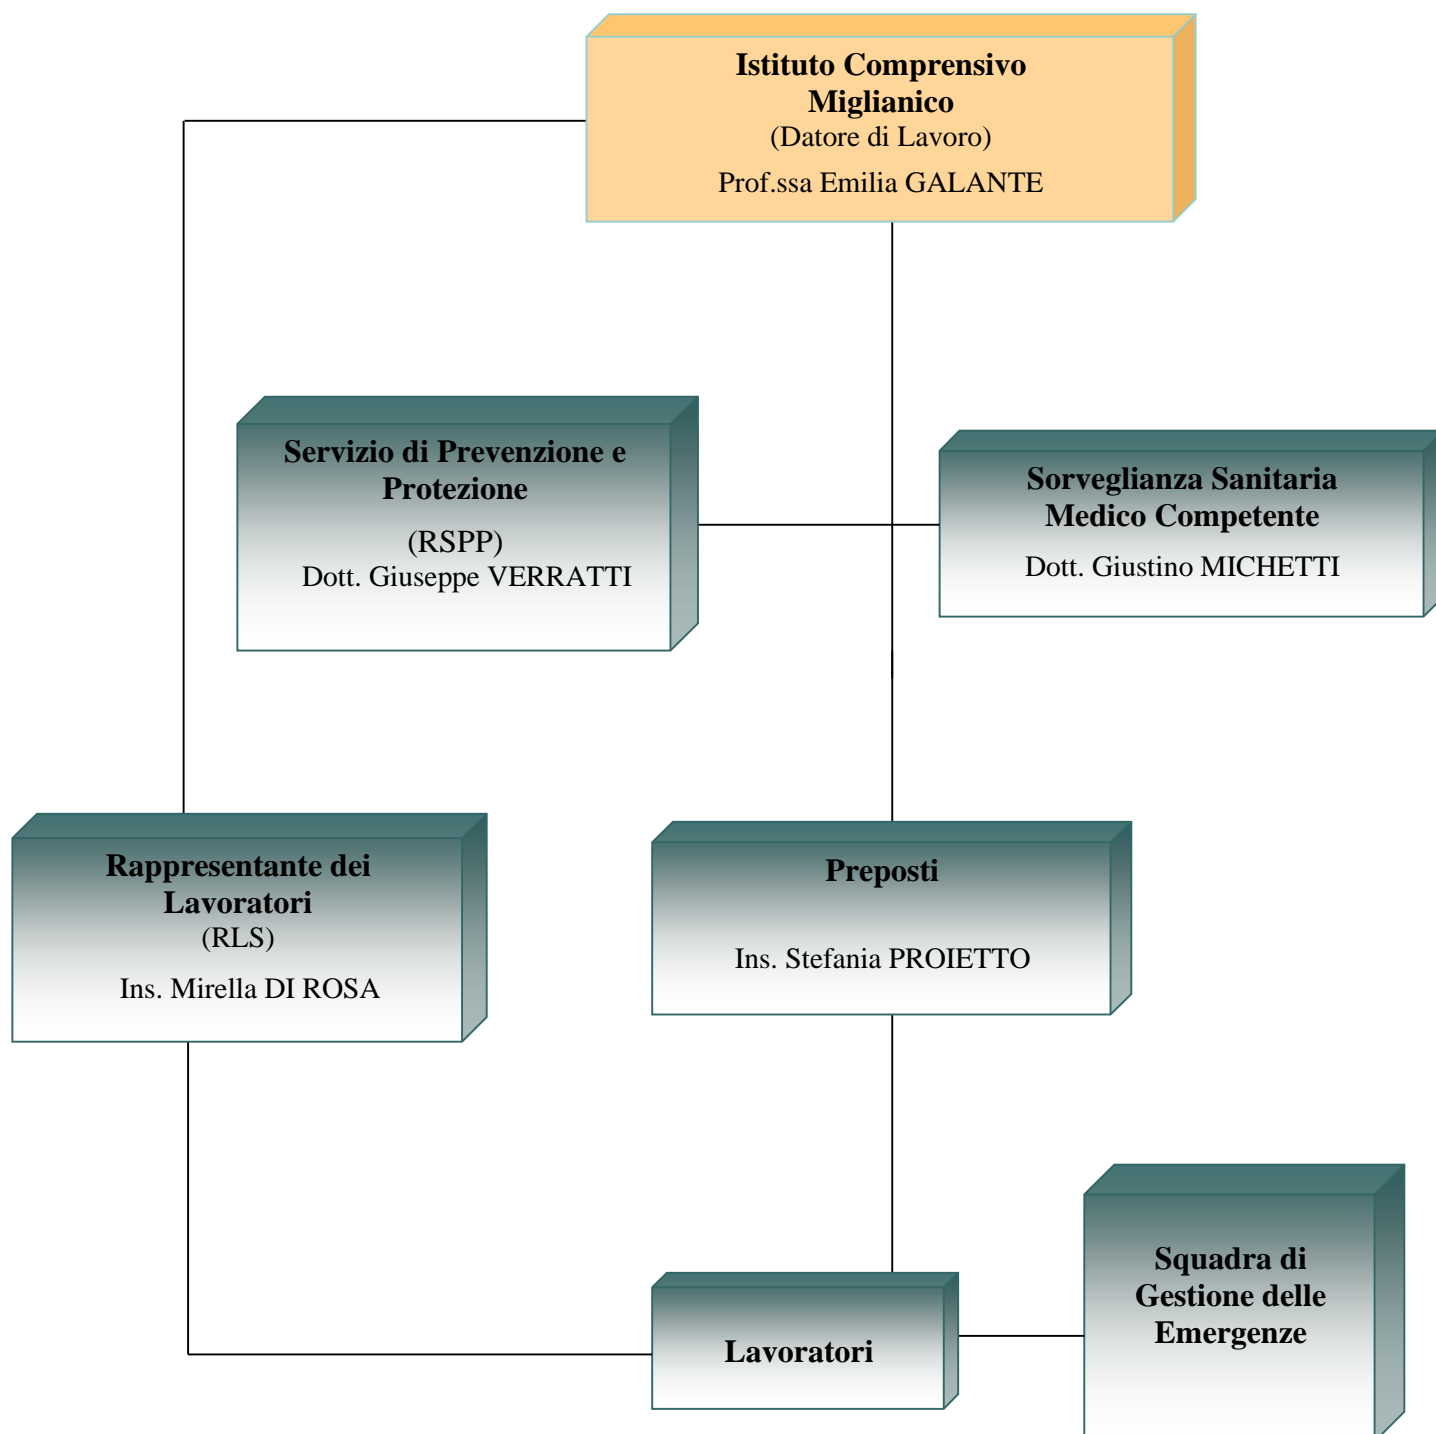 Istituto Comprensivo
Miglianico
(Datore di Lavoro)
Prof.ssa Emilia GALANTE
Servizio di Prevenzione e
Protezione
(RSPP)
Dott. Giuseppe VERRATTI
Sorveglianza Sanitaria
Medico Competente
Dott. Giustino MICHETTI
Rappresentante dei
Lavoratori
(RLS)
Ins. Mirella DI ROSA
Preposti
Ins. Stefania PROIETTO
Squadra di
Gestione delle
Emergenze
Lavoratori